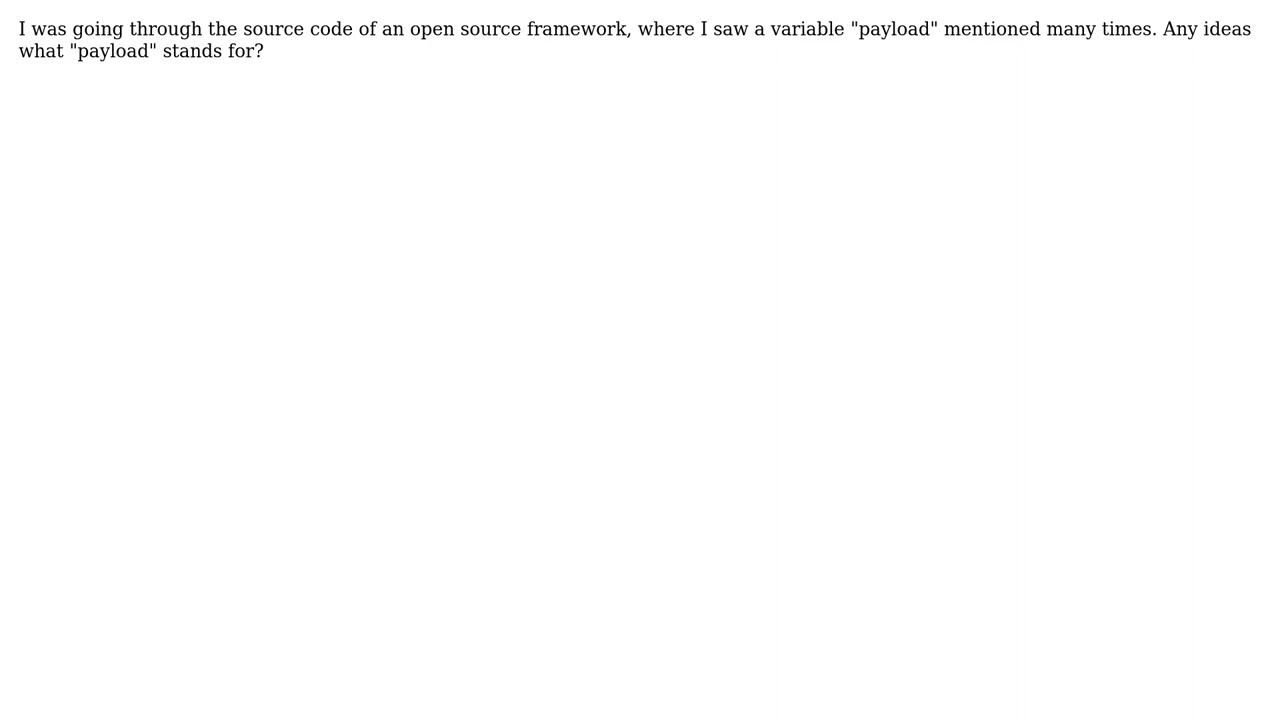 I was going through the source code of an open source framework, where I saw a variable "payload" mentioned many times. Any ideas
what "payload" stands for?